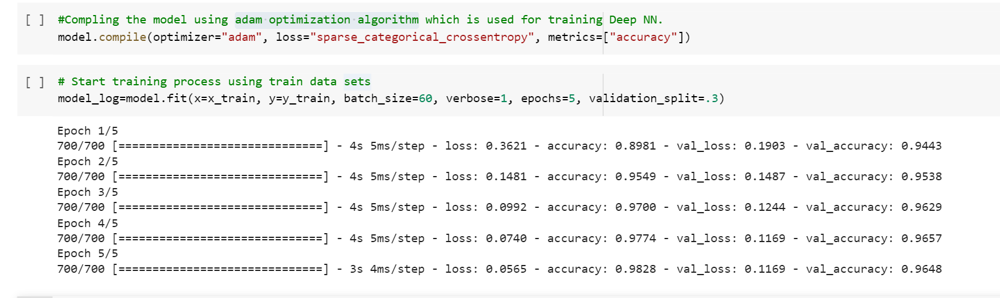 [ ] #Compling the model using adam optimization algorithm which is used for training Deep NN.
model.compile(optimizer="adam", loss="sparse_categorical_crossentropy", metrics=["accuracy"])
[ ] # Start training process using train data sets
model_log=model.fit(x=x_train, y=y_train, batch_size=60, verbose=1, epochs=5, validation_split=.3)
Epoch 1/5
700/700 [==============================] - 4s 5ms/step - loss: 0.3621 - accuracy: 0.8981 - val_loss: 0.1903 - val_accuracy: 0.9443
Epoch 2/5
700/700 [==============================] - 4s 5ms/step - loss: 0.1481 - accuracy: 0.9549 - val_loss: 0.1487 - val_accuracy: 0.9538
Epoch 3/5
700/700 [==============================] - 4s 5ms/step - loss: 0.0992 - accuracy: 0.9700 - val_loss: 0.1244 - val_accuracy: 0.9629
Epoch 4/5
700/700 [==============================] - 4s 5ms/step - loss: 0.0740 - accuracy: 0.9774 - val_loss: 0.1169 - val_accuracy: 0.9657
Epoch 5/5
700/700 [==============================] - 3s 4ms/step - loss: 0.0565 - accuracy: 0.9828 - val_loss: 0.1169 - val_accuracy: 0.9648